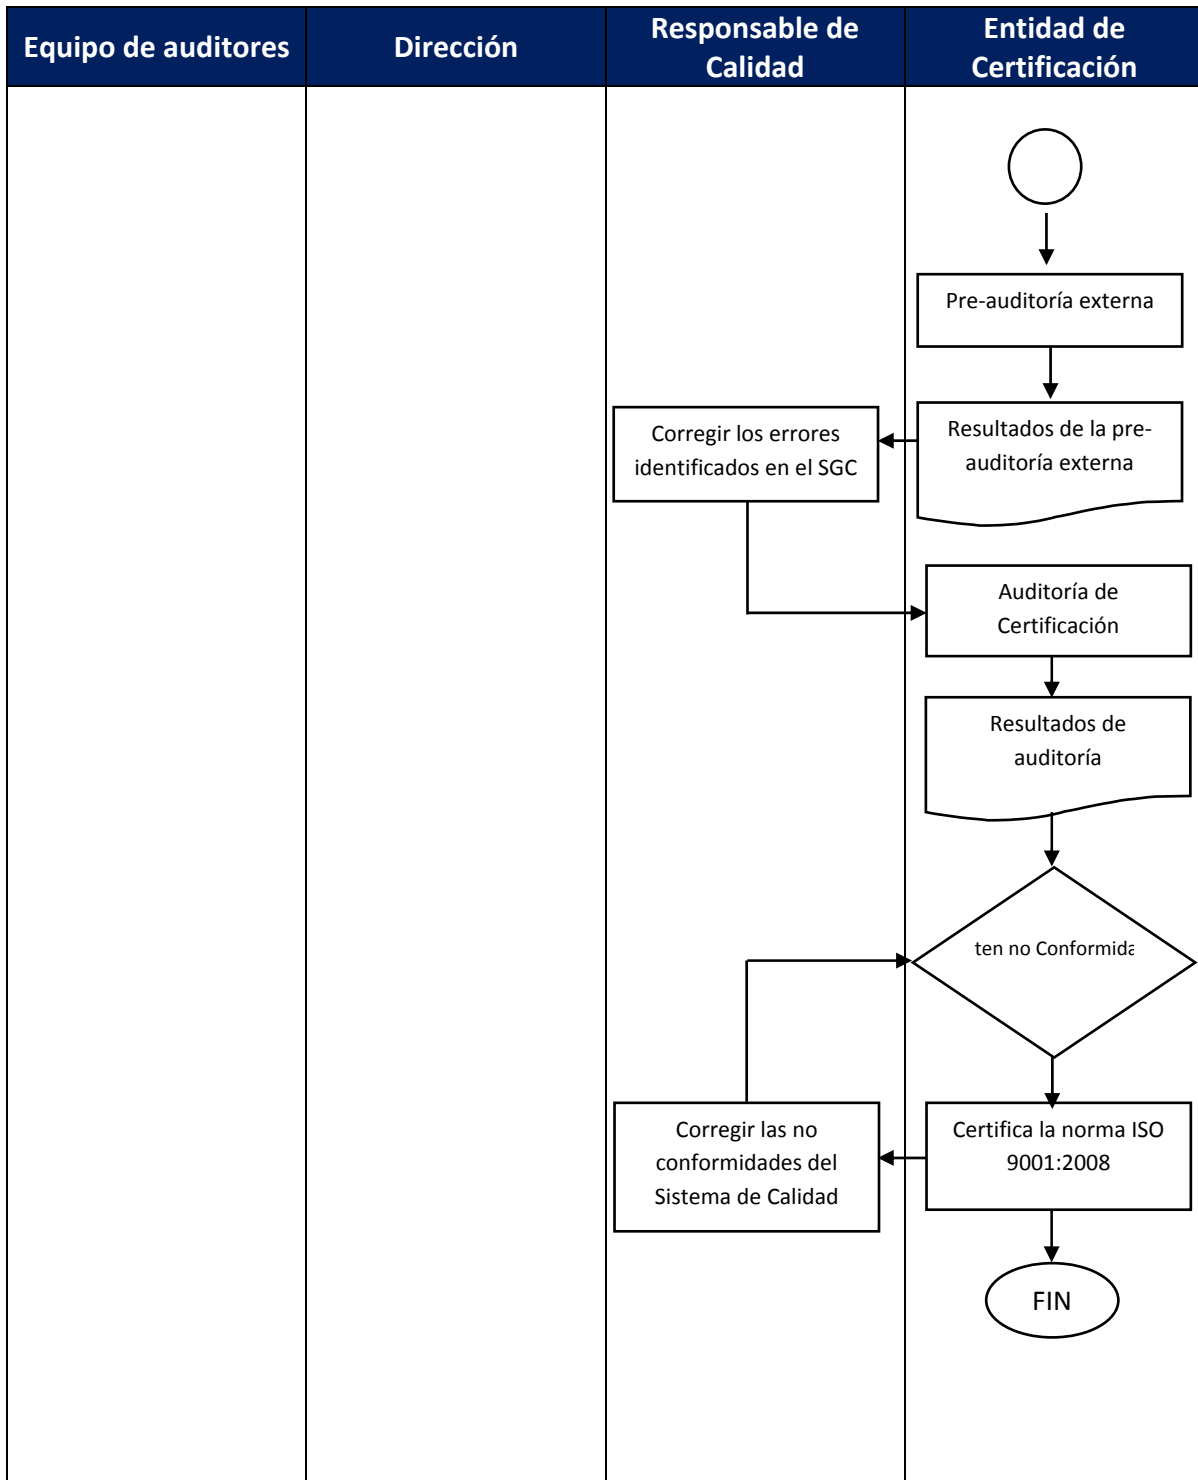 Equipo de auditores
Dirección
Responsable de
Calidad
Entidad de
Certificación
Pre-auditoría externa
Corregir los errores
identificados en el SGC
Resultados de la pre-
auditoría externa
Auditoría de
Certificación
Resultados de
auditoría
ten no Conformida
Corregir las no
conformidades del
Sistema de Calidad
Certifica la norma ISO
9001:2008
FIN